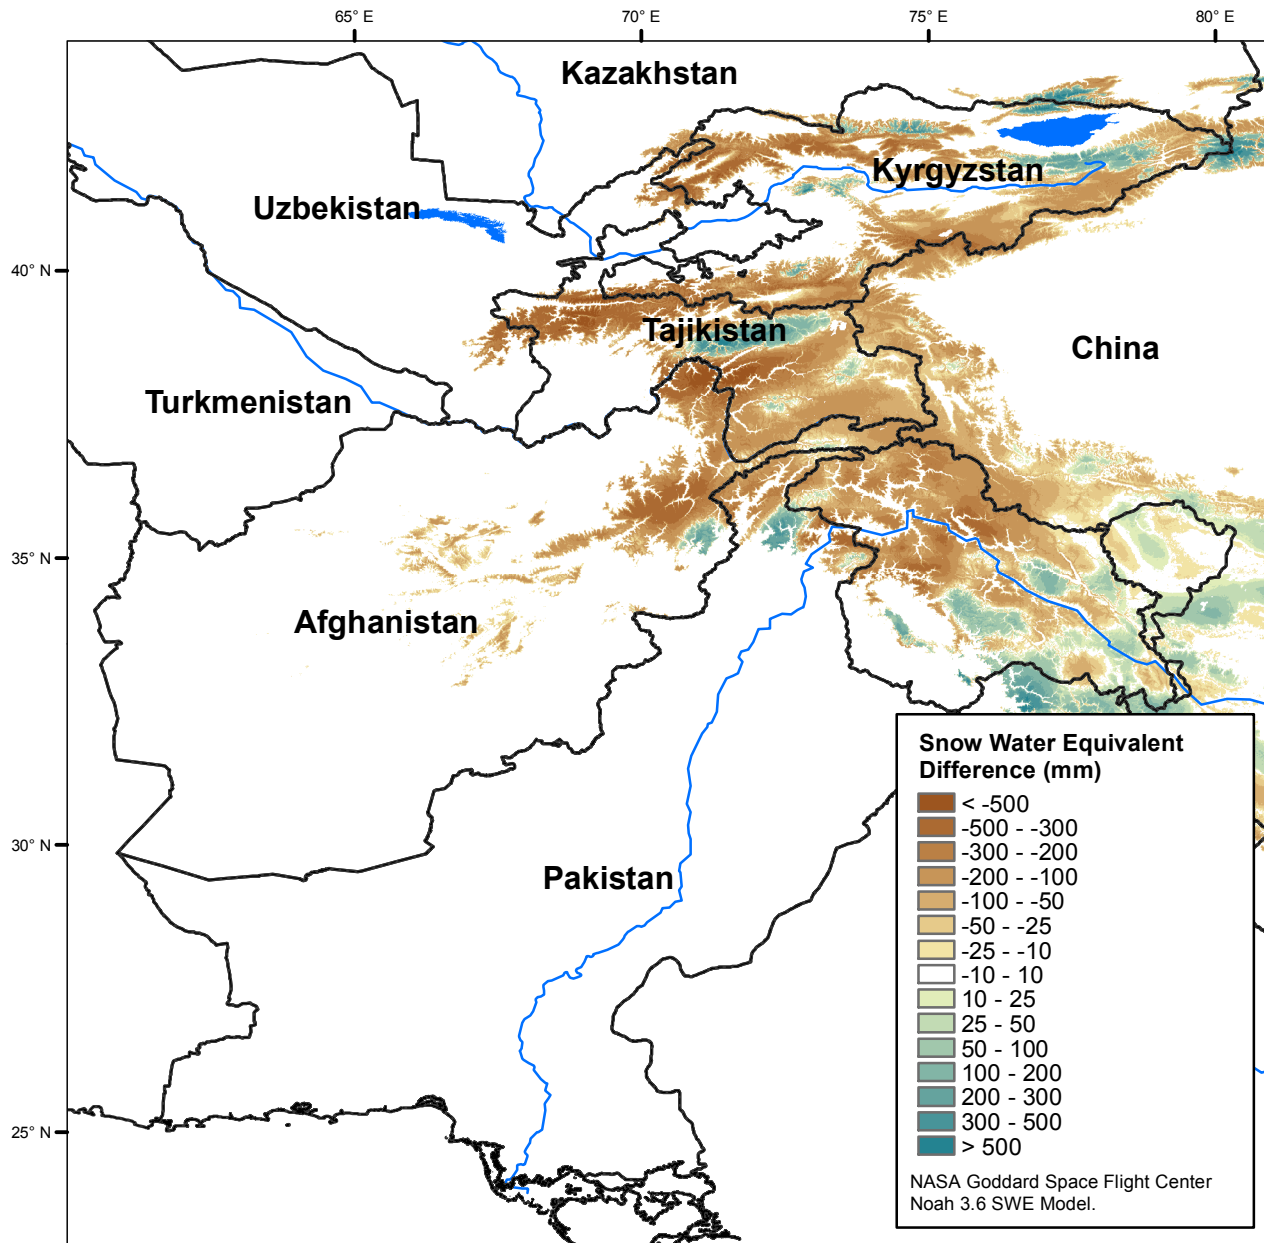 65° E
70° E
75° E
80° E
Kazakhstan
Kyrgyzstan
Uzbekistan
40° N
Tajikistan
China
Turkmenistan
35° N
Afghanistan
Snow Water Equivalent
Difference (mm)
< -500
-500 - -300
-300 - -200
-200 - -100
-100 - -50
-50 - -25
-25 - -10
-10 - 10
10 - 25
25 - 50
50 - 100
100 - 200
200 - 300
300 - 500
> 500
30° N
Pakistan
25° N
NASA Goddard Space Flight Center
Noah 3.6 SWE Model.